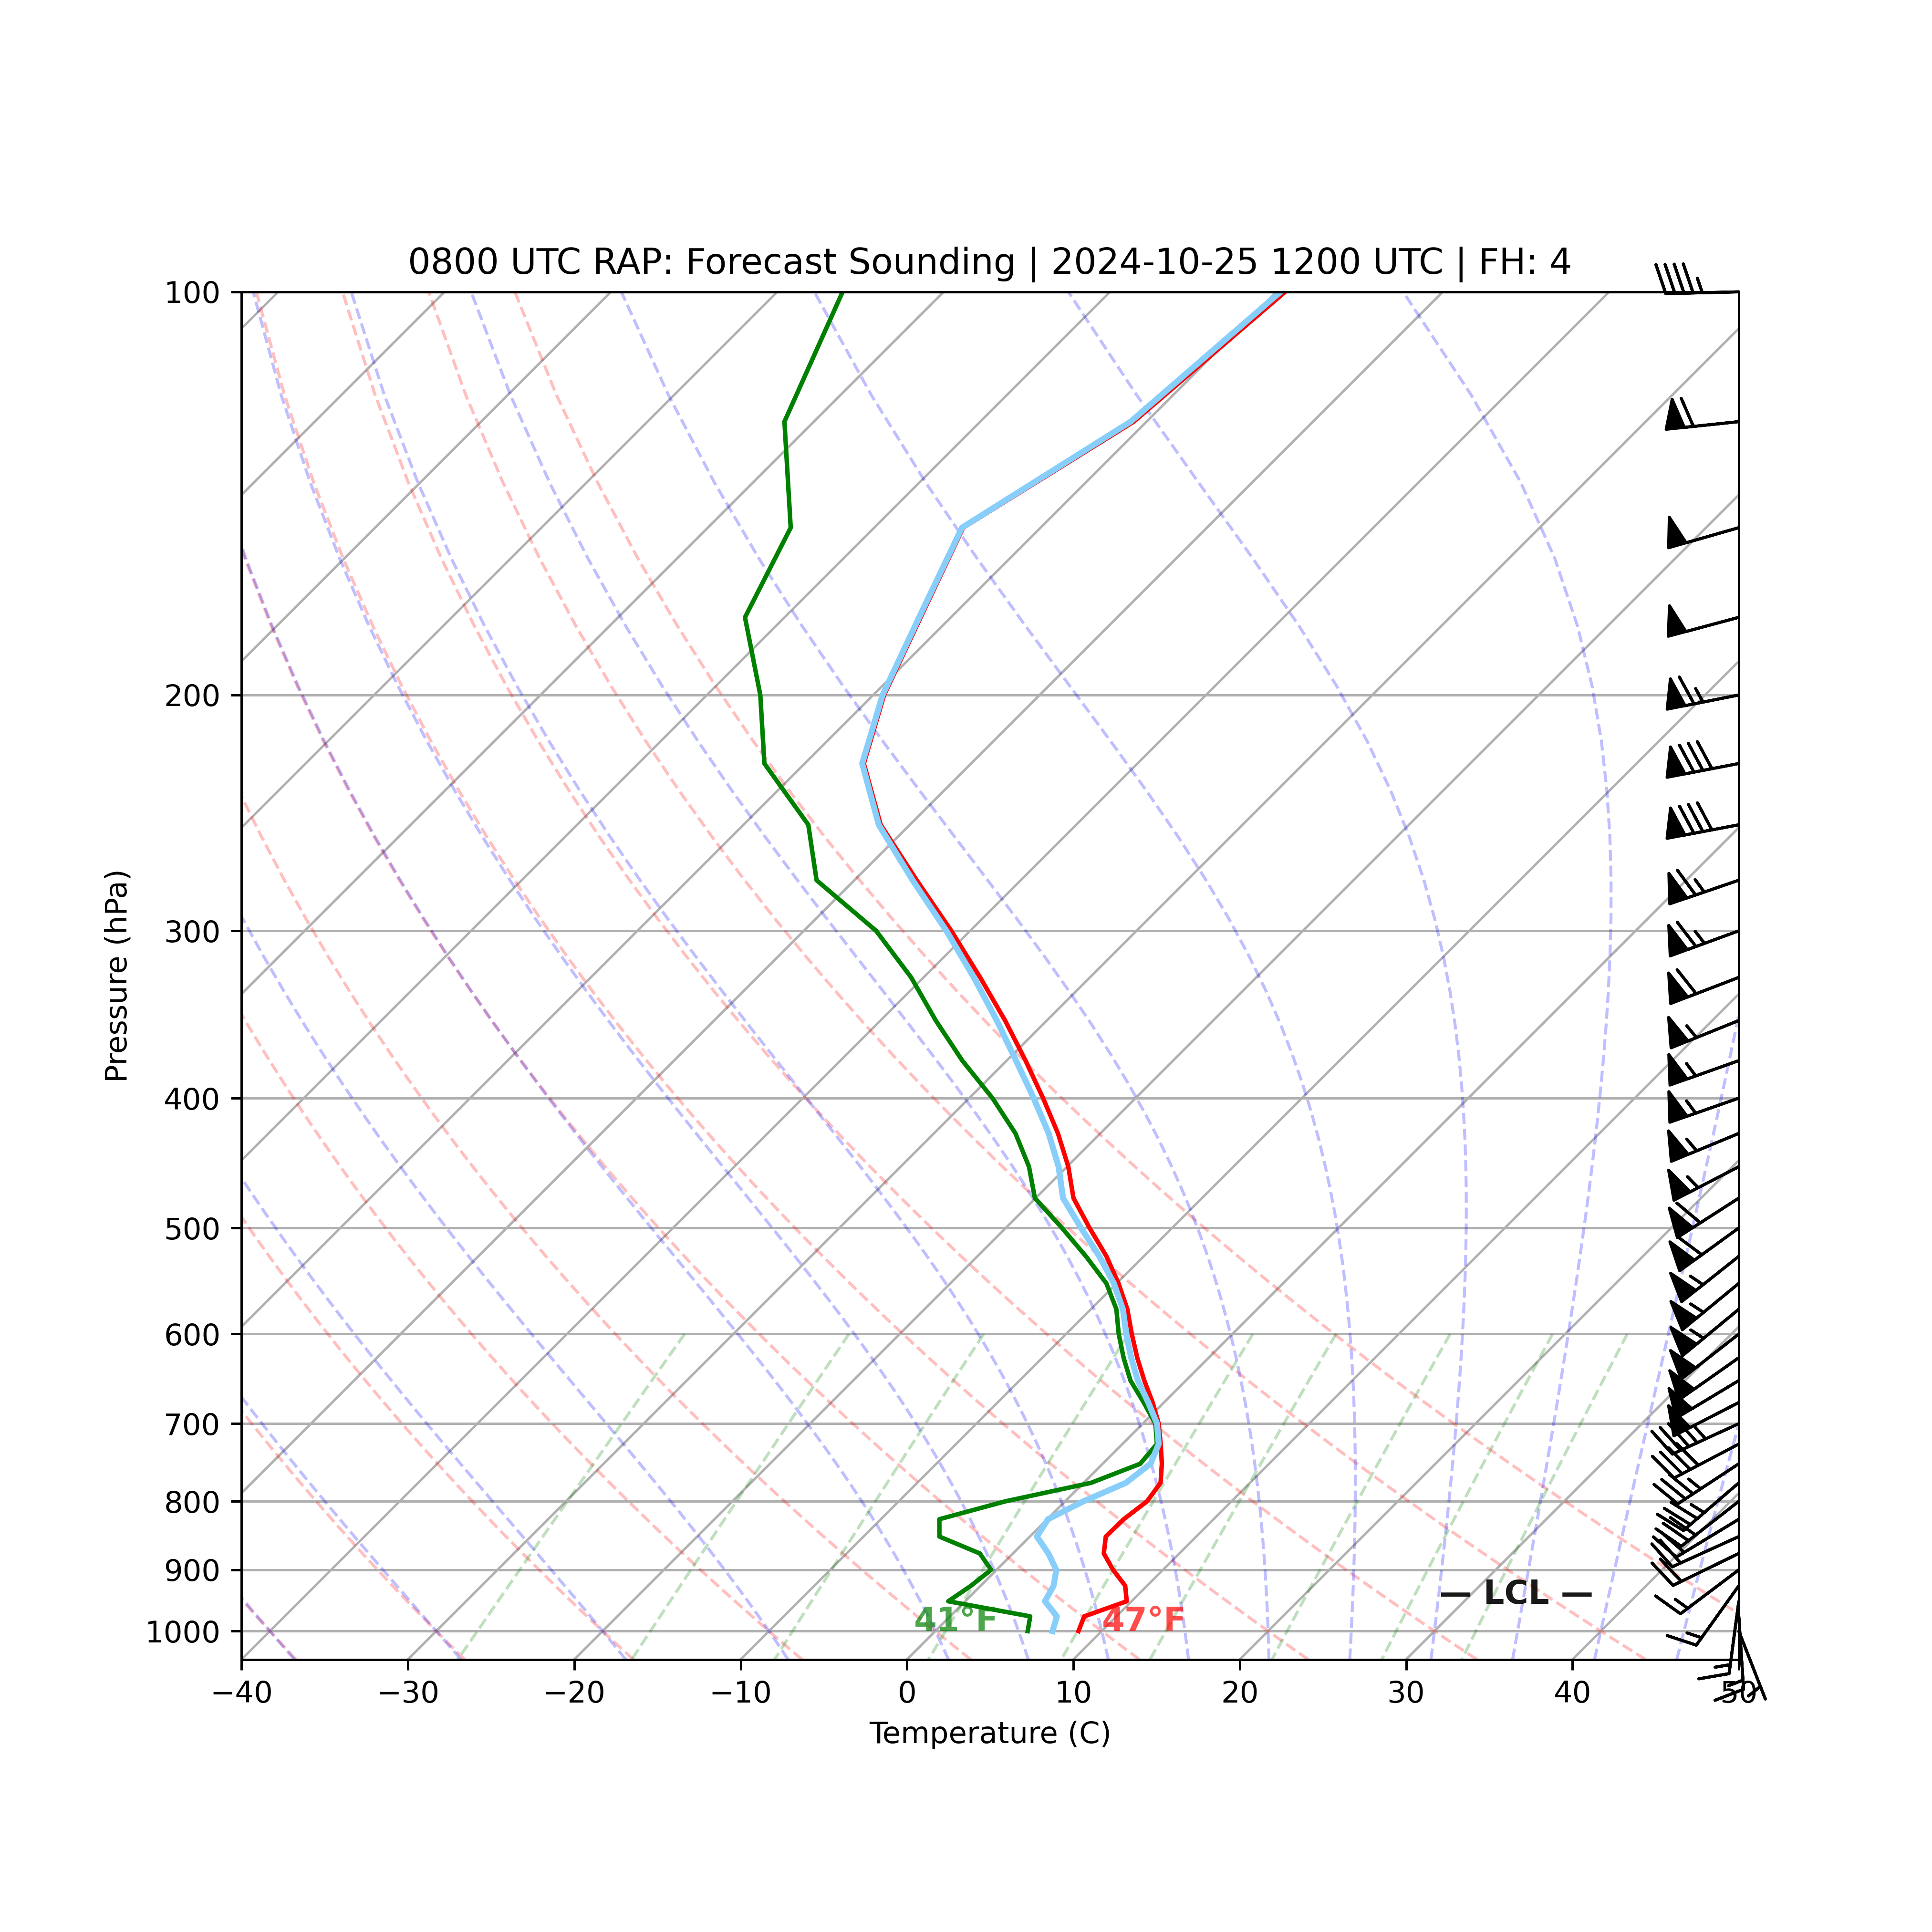 0800 UTC RAP: Forecast Sounding | 2024-10-25 1200 UTC | FH: 4
100
200
300
400
500
600
700
800
900
1000
Pressure (hPa)
— LCL —
41°F
47°F
−40 −30 −20 −10 0 10 20 30 40 50
Temperature (C)